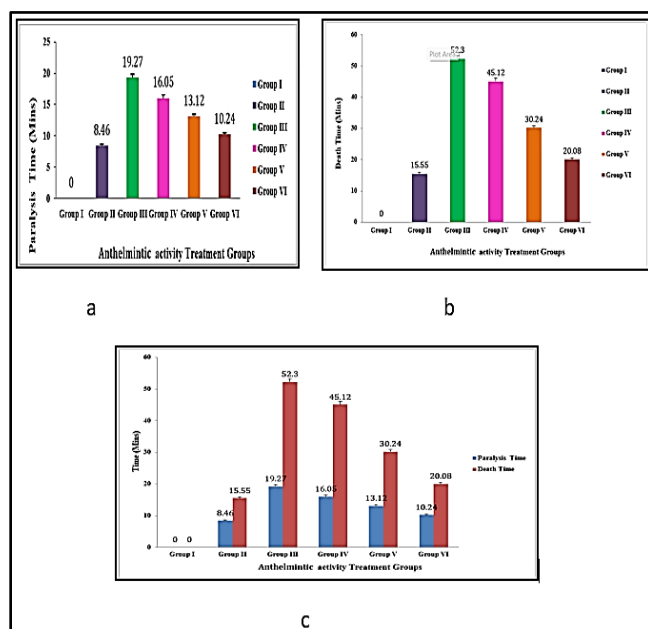 19.27
16.05
13.12
10.24
8.46
0
25
20
15
10
5
0
Paralysis Time (Mins)
Group I Group II Group III Group IV Group V Group VI
Anthelmintic activity Treatment Groups
Group I
Group II
Group III
Group IV
Group V
Group VI
a
Plot Area
52.3
45.12
30.24
20.08
15.55
0
60
50
40
30
20
10
0
Death Time (Mins)
Group I Group II Group III Group IV Group V Group VI
Anthelmintic activity Treatment Groups
Group I
Group II
Group III
Group IV
Group V
Group VI
b
60
50
40
30
20
10
0
Time (Mins)
0 0
8.46 15.55
19.27 52.3
16.05 45.12
13.12 30.24
10.24 20.08
Group I Group II Group III Group IV Group V Group VI
Anthelmintic activity Treatment Groups
Paralysis Time
Death Time
c